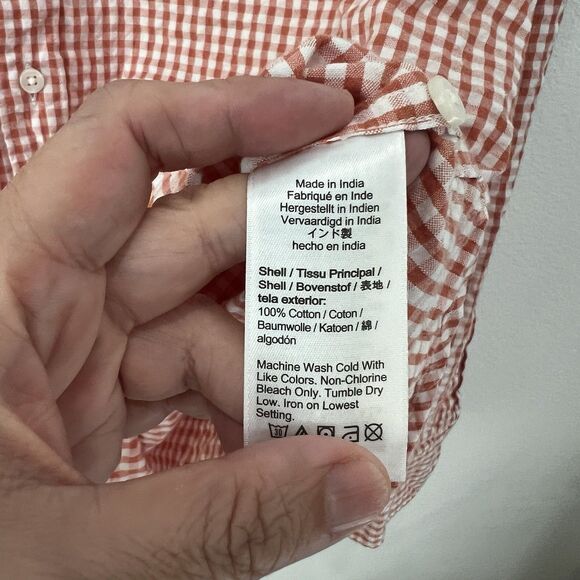 Made in India
Fabriqué en Inde
Hergestellt in Indien
Vervaardigd in India
インド製
hecho en india
Shell / Tissu Principal /
Shell / Bovenstof / 表地 /
tela exterior:
100% Cotton / Coton /
Baumwolle / Katoen / 綿 /
algodón
Machine Wash Cold With
Like Colors. Non-Chlorine
Bleach Only. Tumble Dry
Low. Iron on Lowest
Setting.
30